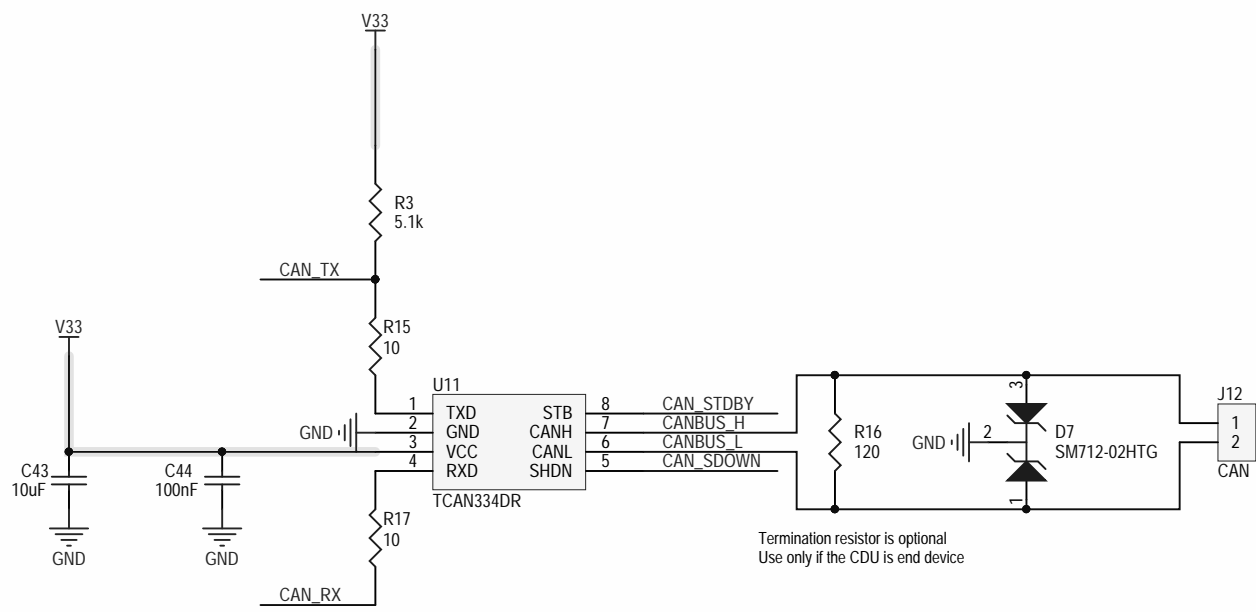 V33
R3
5.1k
CAN_TX
R15
10
V33
U11
1 TXD STB 8 CAN_STDBY
2 GND CANH 7 CANBUS_H
GND
3 VCC CANL 6 CANBUS_L
4 RXD SHDN 5 CAN_SDOWN
TCAN334DR
C43
10uF
GND
C44
100nF
GND
R17
10
CAN_RX
R16
120
3
GND 2
D7
SM712-02HTG
1
J12
1
2
CAN
Termination resistor is optional
Use only if the CDU is end device